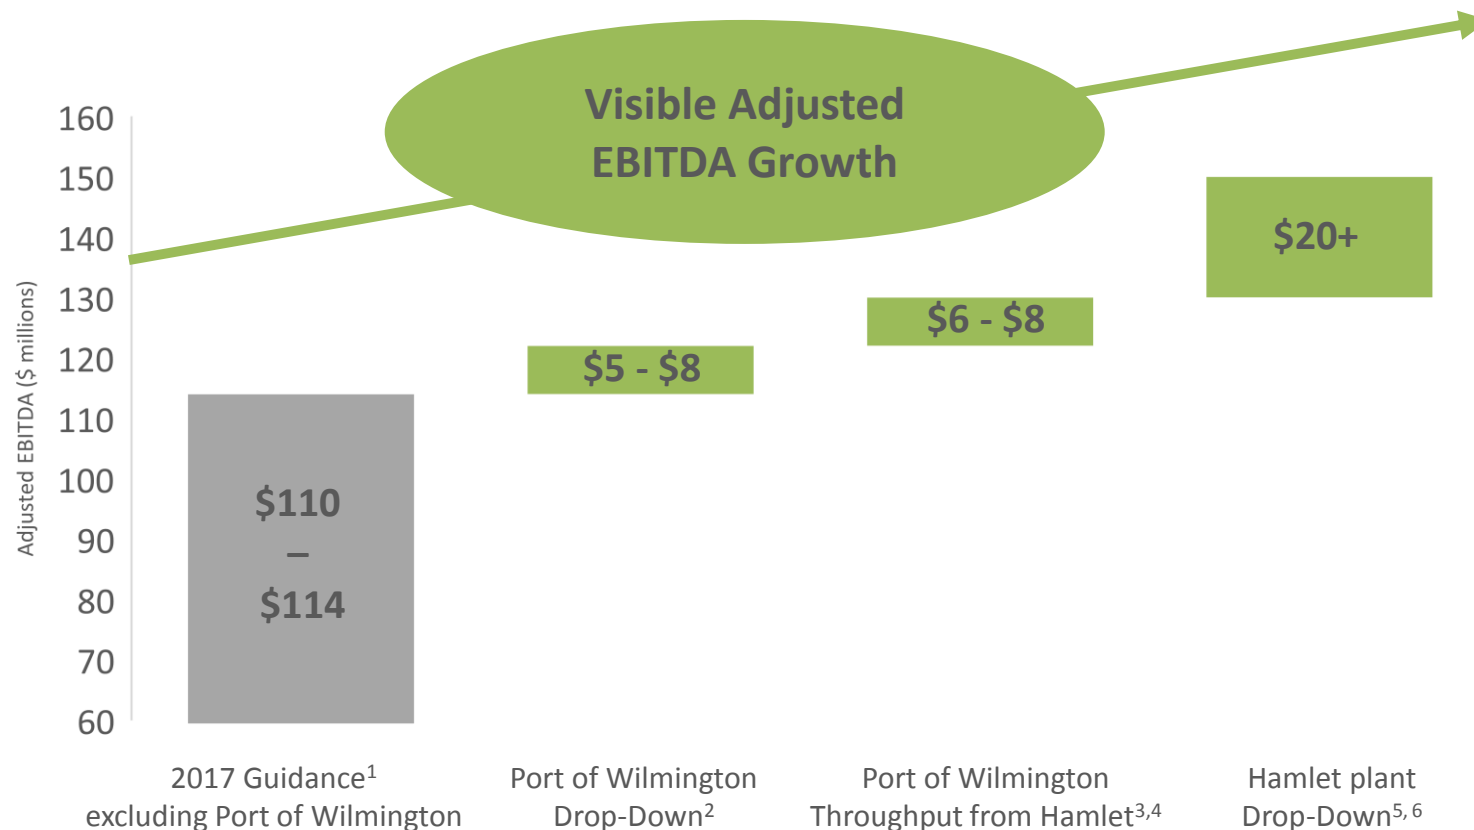 Visible Adjusted
EBITDA Growth
Adjusted EBITDA ($ millions)
160
150
140
130
120
110
100
90
80
70
60
$110
–
$114
$5 - $8
$6 - $8
$20+
2017 Guidance¹
excluding Port of Wilmington
Port of Wilmington
Drop-Down²
Port of Wilmington
Throughput from Hamlet³,⁴
Hamlet plant
Drop-Down⁵, ⁶